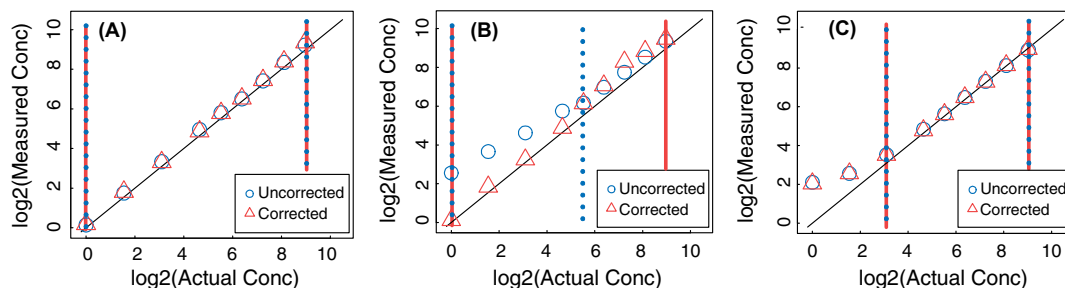 (A)
log2(Measured Conc)
10
8
6
4
2
0
Uncorrected
Corrected
0 2 4 6 8 10
log2(Actual Conc)
(B)
log2(Measured Conc)
10
8
6
4
2
0
Uncorrected
Corrected
0 2 4 6 8 10
log2(Actual Conc)
(C)
log2(Measured Conc)
10
8
6
4
2
0
Uncorrected
Corrected
0 2 4 6 8 10
log2(Actual Conc)